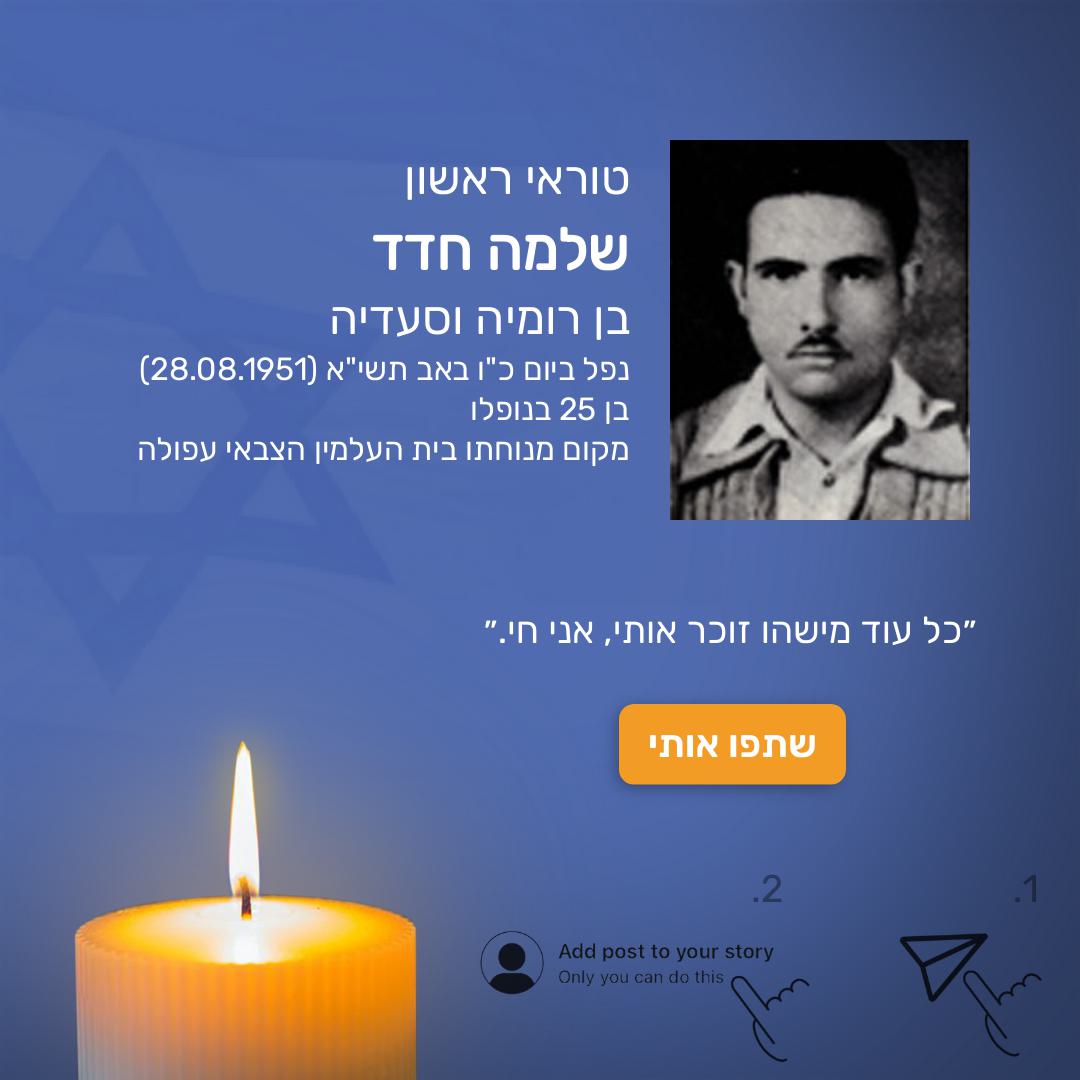 טוראי ראשון
שלמה חדד
בן רומיה וסעדיה
נפל ביום כ"ו באב תשי"א (28.08.1951)
בן 25 בנופלו
מקום מנוחתו בית העלמין הצבאי עפולה
״כל עוד מישהו זוכר אותי, אני חי.״
שתפו אותי
1.
2.
Add post to your story
Only you can do this